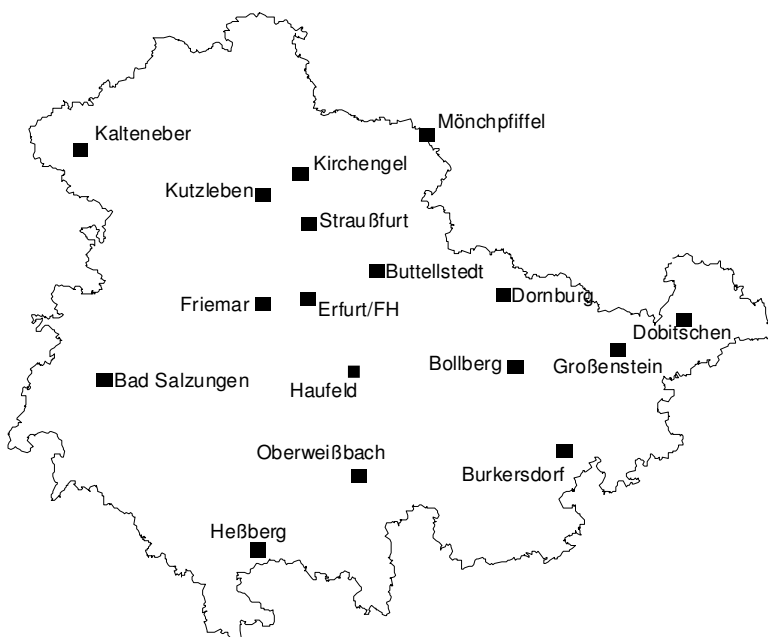 Mönchpfiffel
Kalteneber
Kirchengel
Kutzleben
Straußfurt
Buttellstedt
Dornburg
Friemar
Erfurt/FH
Dobitschen
Bollberg
Großenstein
Bad Salzungen
Haufeld
Oberweißbach
Burkersdorf
Heßberg